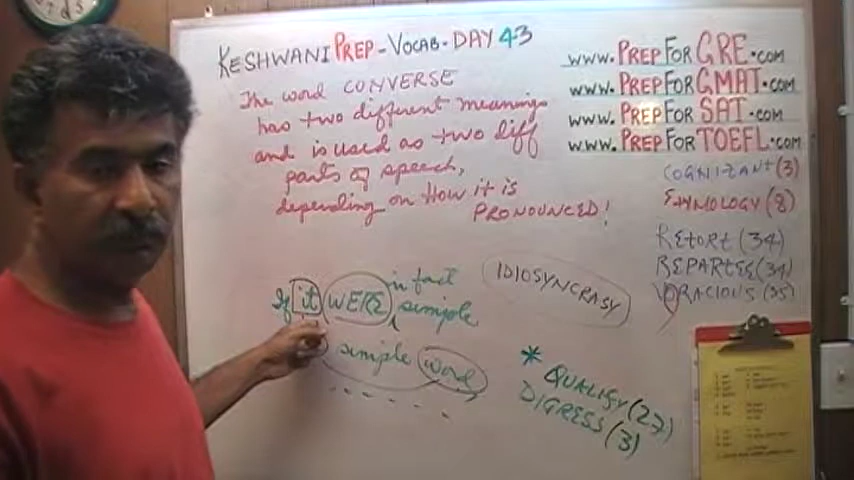 KESHWANI PREP - VOCAB - DAY 43
The word CONVERSE
has two different meanings
and is used as two diff
parts of speech,
depending on How it is
PRONOUNCED!
www.PREPFORGRE.com
www.PREPFORGMAT.com
www.PREPFORSAT.com
www.PREPFORTOEFL.com
COGNIZANT (3)
ETYMOLOGY (8)
RETORT (34)
REPARTEE (34)
VORACIOUS (35)
IDIOSYNCRASY
in fact
If it WERE simple
simple word
* QUALIFY (27)
DIGRESS (3)